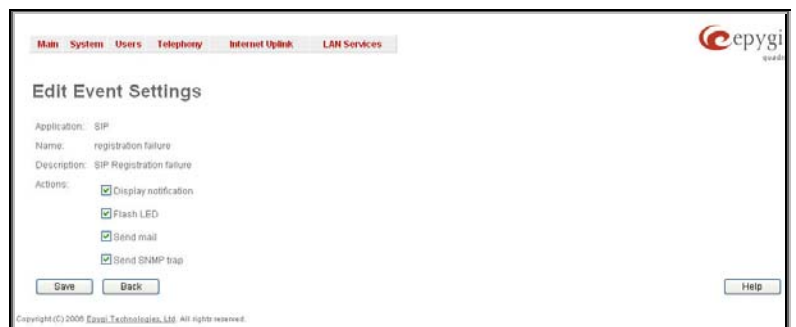 Main System Users Telephony Internet Uplink LAN Services
epygi
quadro
Edit Event Settings
Application: SIP
Name: registration failure
Description: SIP Registration failure
Actions:
Display notification
Flash LED
Send mail
Send SNMP trap
Save Back Help
Copyright (C) 2006 Epygi Technologies, Ltd. All rights reserved.